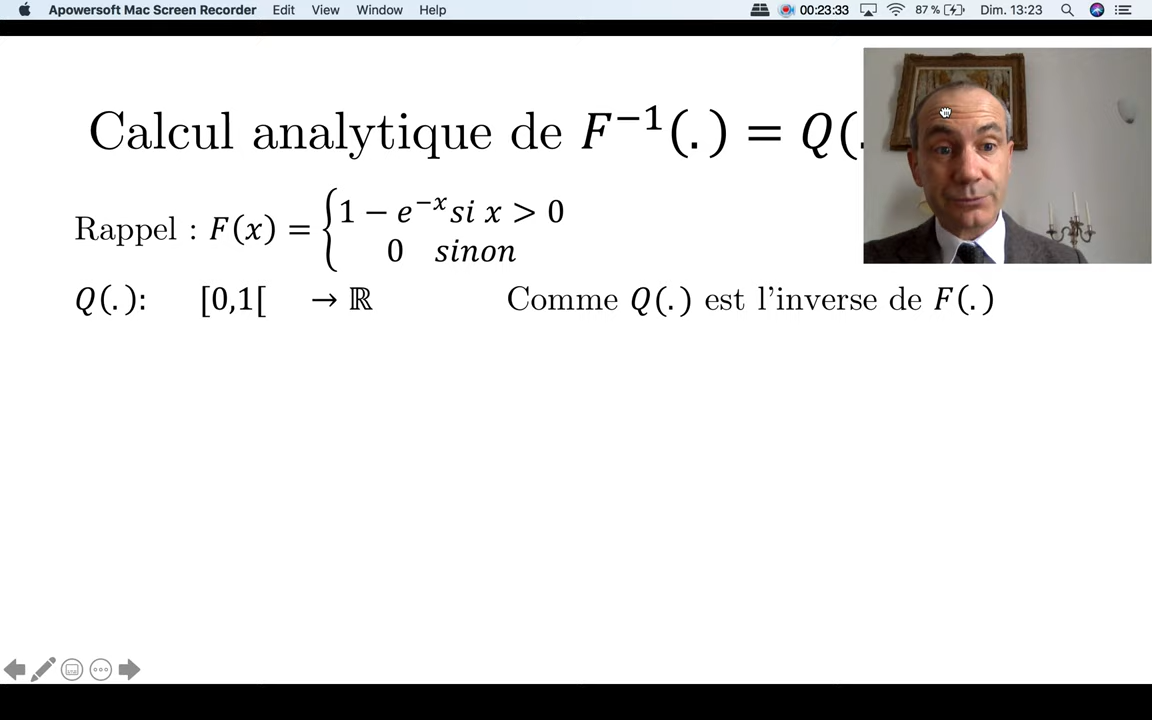 Apowersoft Mac Screen Recorder Edit View Window Help 00:23:33 87 % Dim. 13:23
Calcul analytique de F⁻¹(.) = Q(.
Rappel : F(x) = {1 − e⁻ˣ si x > 0
0 sinon
Q(.): [0,1[ → ℝ Comme Q(.) est l'inverse de F(.)